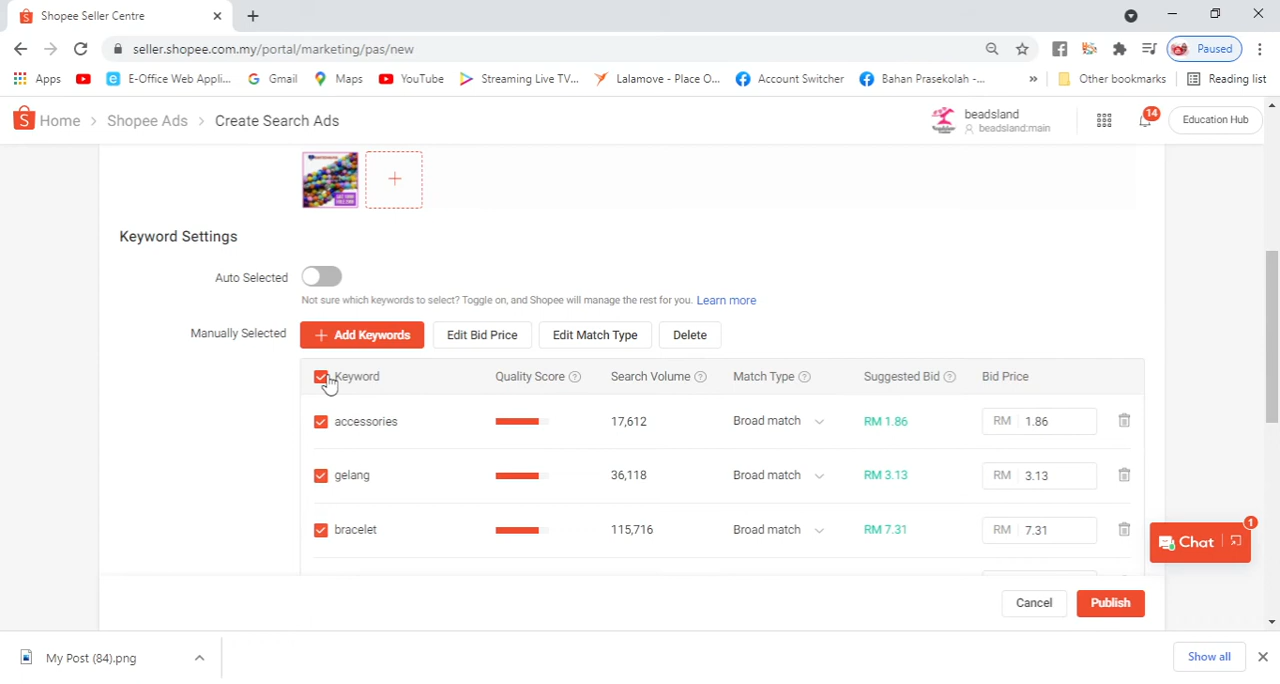 Shopee Seller Centre
seller.shopee.com.my/portal/marketing/pas/new
Paused
Apps E-Office Web Appli... Gmail Maps YouTube Streaming Live TV... Lalamove - Place O... Account Switcher Bahan Prasekolah -... » Other bookmarks Reading list
Home > Shopee Ads > Create Search Ads
beadsland
beadsland:main
14
Education Hub
Keyword Settings
Auto Selected
Not sure which keywords to select? Toggle on, and Shopee will manage the rest for you. Learn more
Manually Selected + Add Keywords Edit Bid Price Edit Match Type Delete
Keyword Quality Score Search Volume Match Type Suggested Bid Bid Price
accessories 17,612 Broad match RM 1.86 RM 1.86
gelang 36,118 Broad match RM 3.13 RM 3.13
bracelet 115,716 Broad match RM 7.31 RM 7.31
Chat 1
Cancel Publish
My Post (84).png Show all